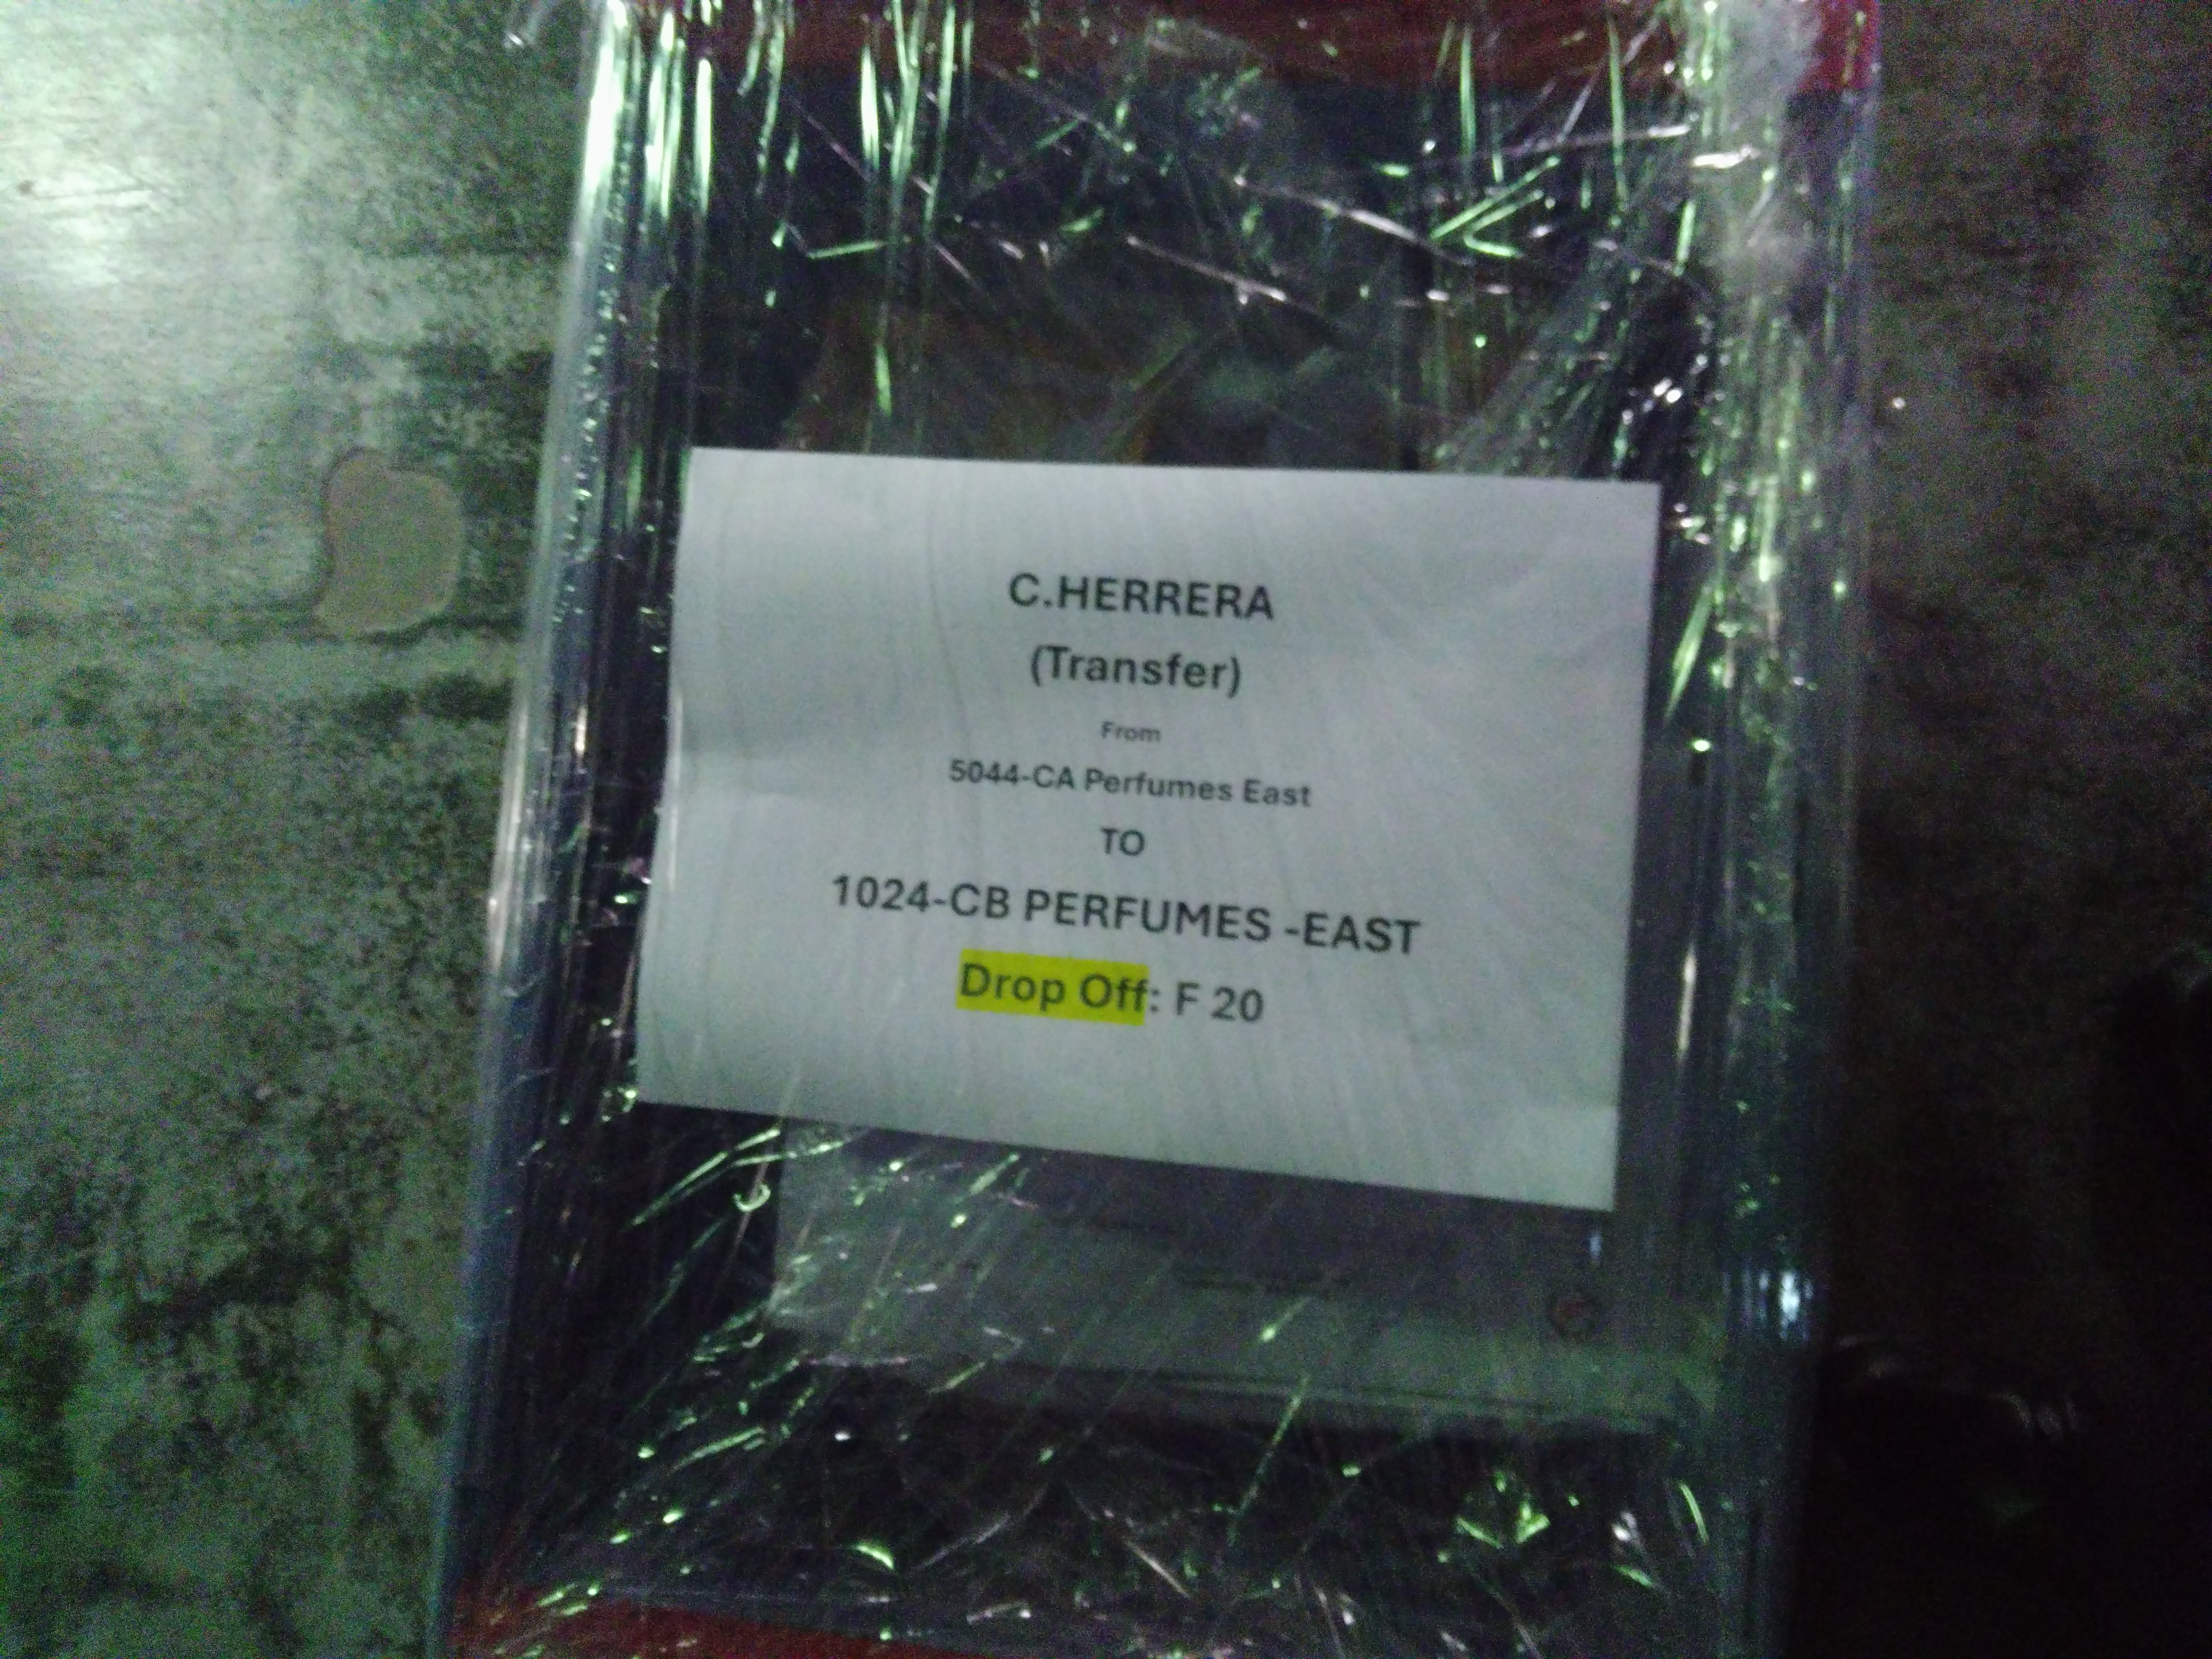 C.HERRERA
(Transfer)
From
5044-CA Perfumes East
TO
1024-CB PERFUMES -EAST
Drop Off: F 20